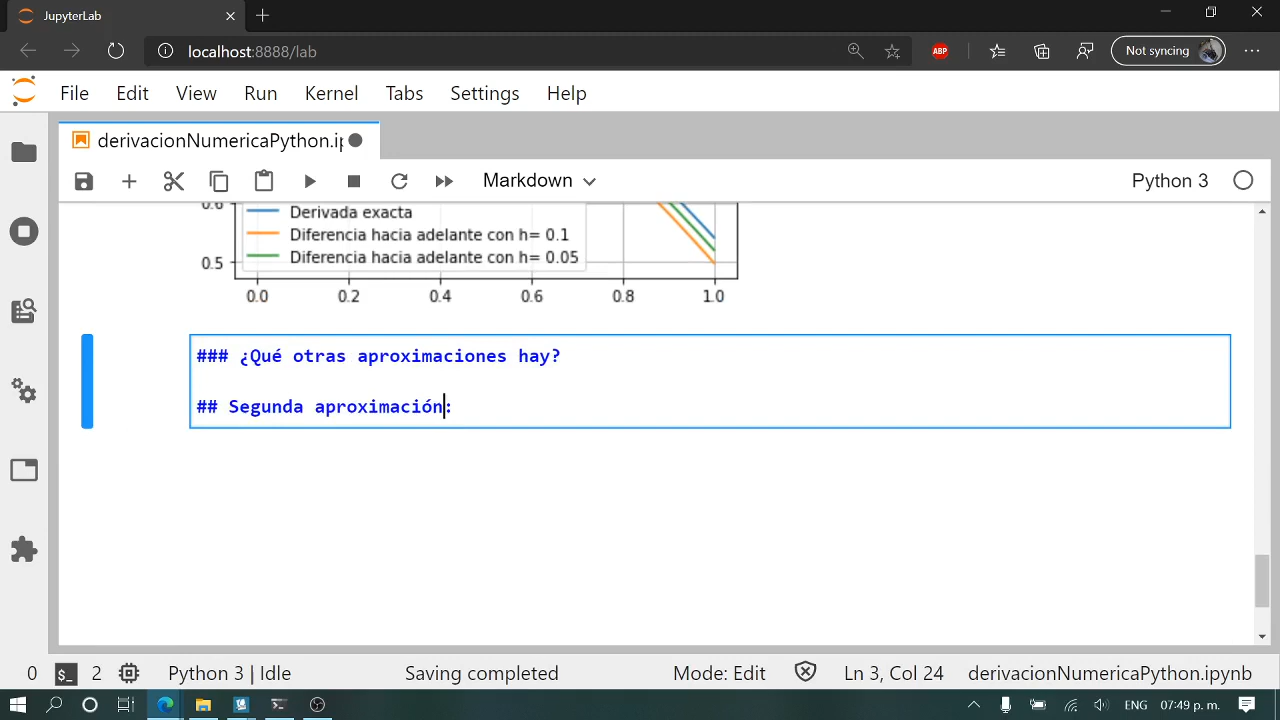 JupyterLab
localhost:8888/lab
ABP
Not syncing
File Edit View Run Kernel Tabs Settings Help
derivacionNumericaPython.ip
Markdown
Python 3
0.6
Derivada exacta
Diferencia hacia adelante con h= 0.1
Diferencia hacia adelante con h= 0.05
0.5
0.0 0.2 0.4 0.6 0.8 1.0
### ¿Qué otras aproximaciones hay?
## Segunda aproximación:
0 $_ 2 Python 3 | Idle Saving completed Mode: Edit Ln 3, Col 24 derivacionNumericaPython.ipynb
ENG 07:49 p. m.